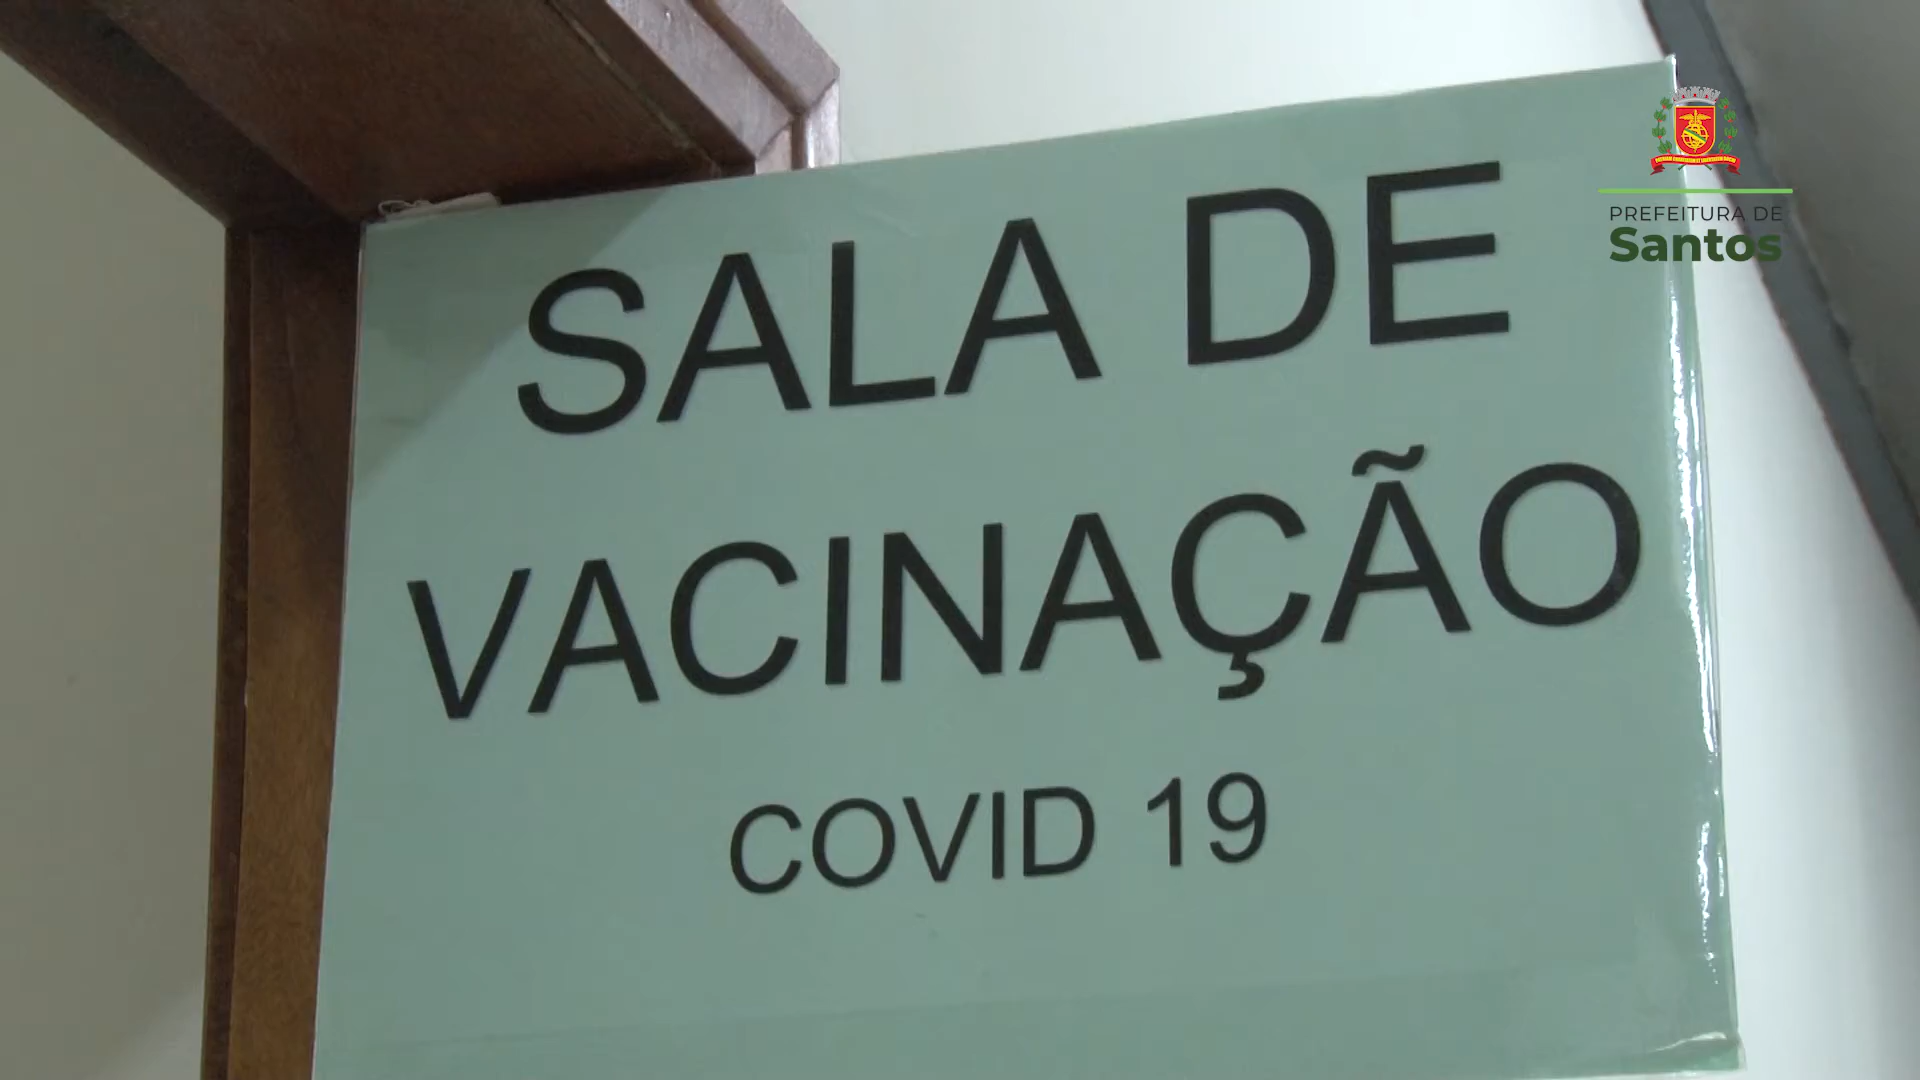 SALA DE
VACINAÇÃO
COVID 19
PREFEITURA DE
Santos